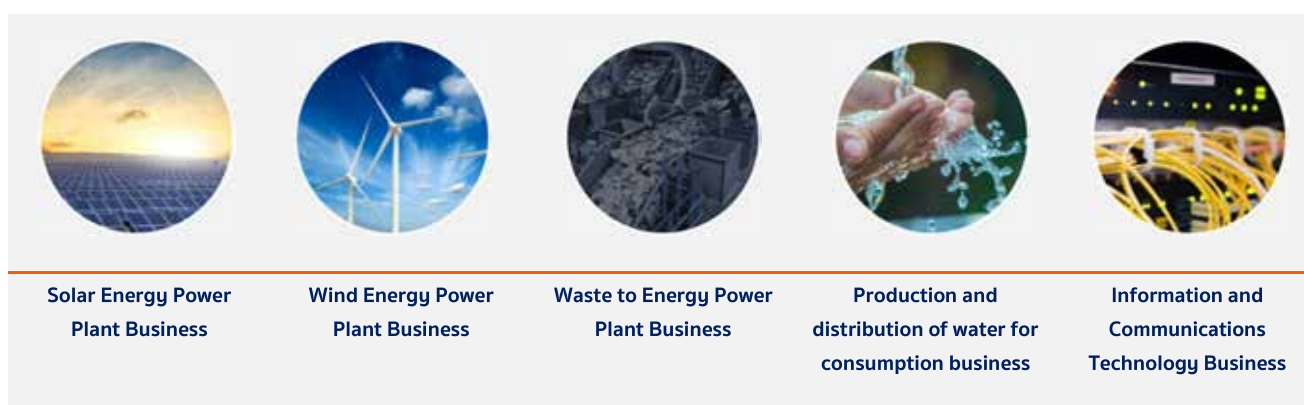 Solar Energy Power
Plant Business
Wind Energy Power
Plant Business
Waste to Energy Power
Plant Business
Production and
distribution of water for
consumption business
Information and
Communications
Technology Business